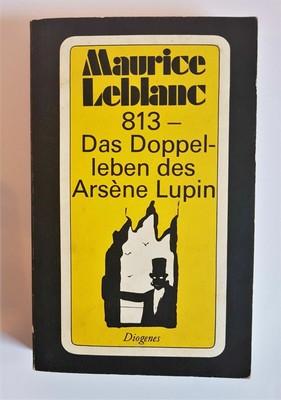 Maurice
Leblanc
813 –
Das Doppel-
leben des
Arsène Lupin
Diogenes